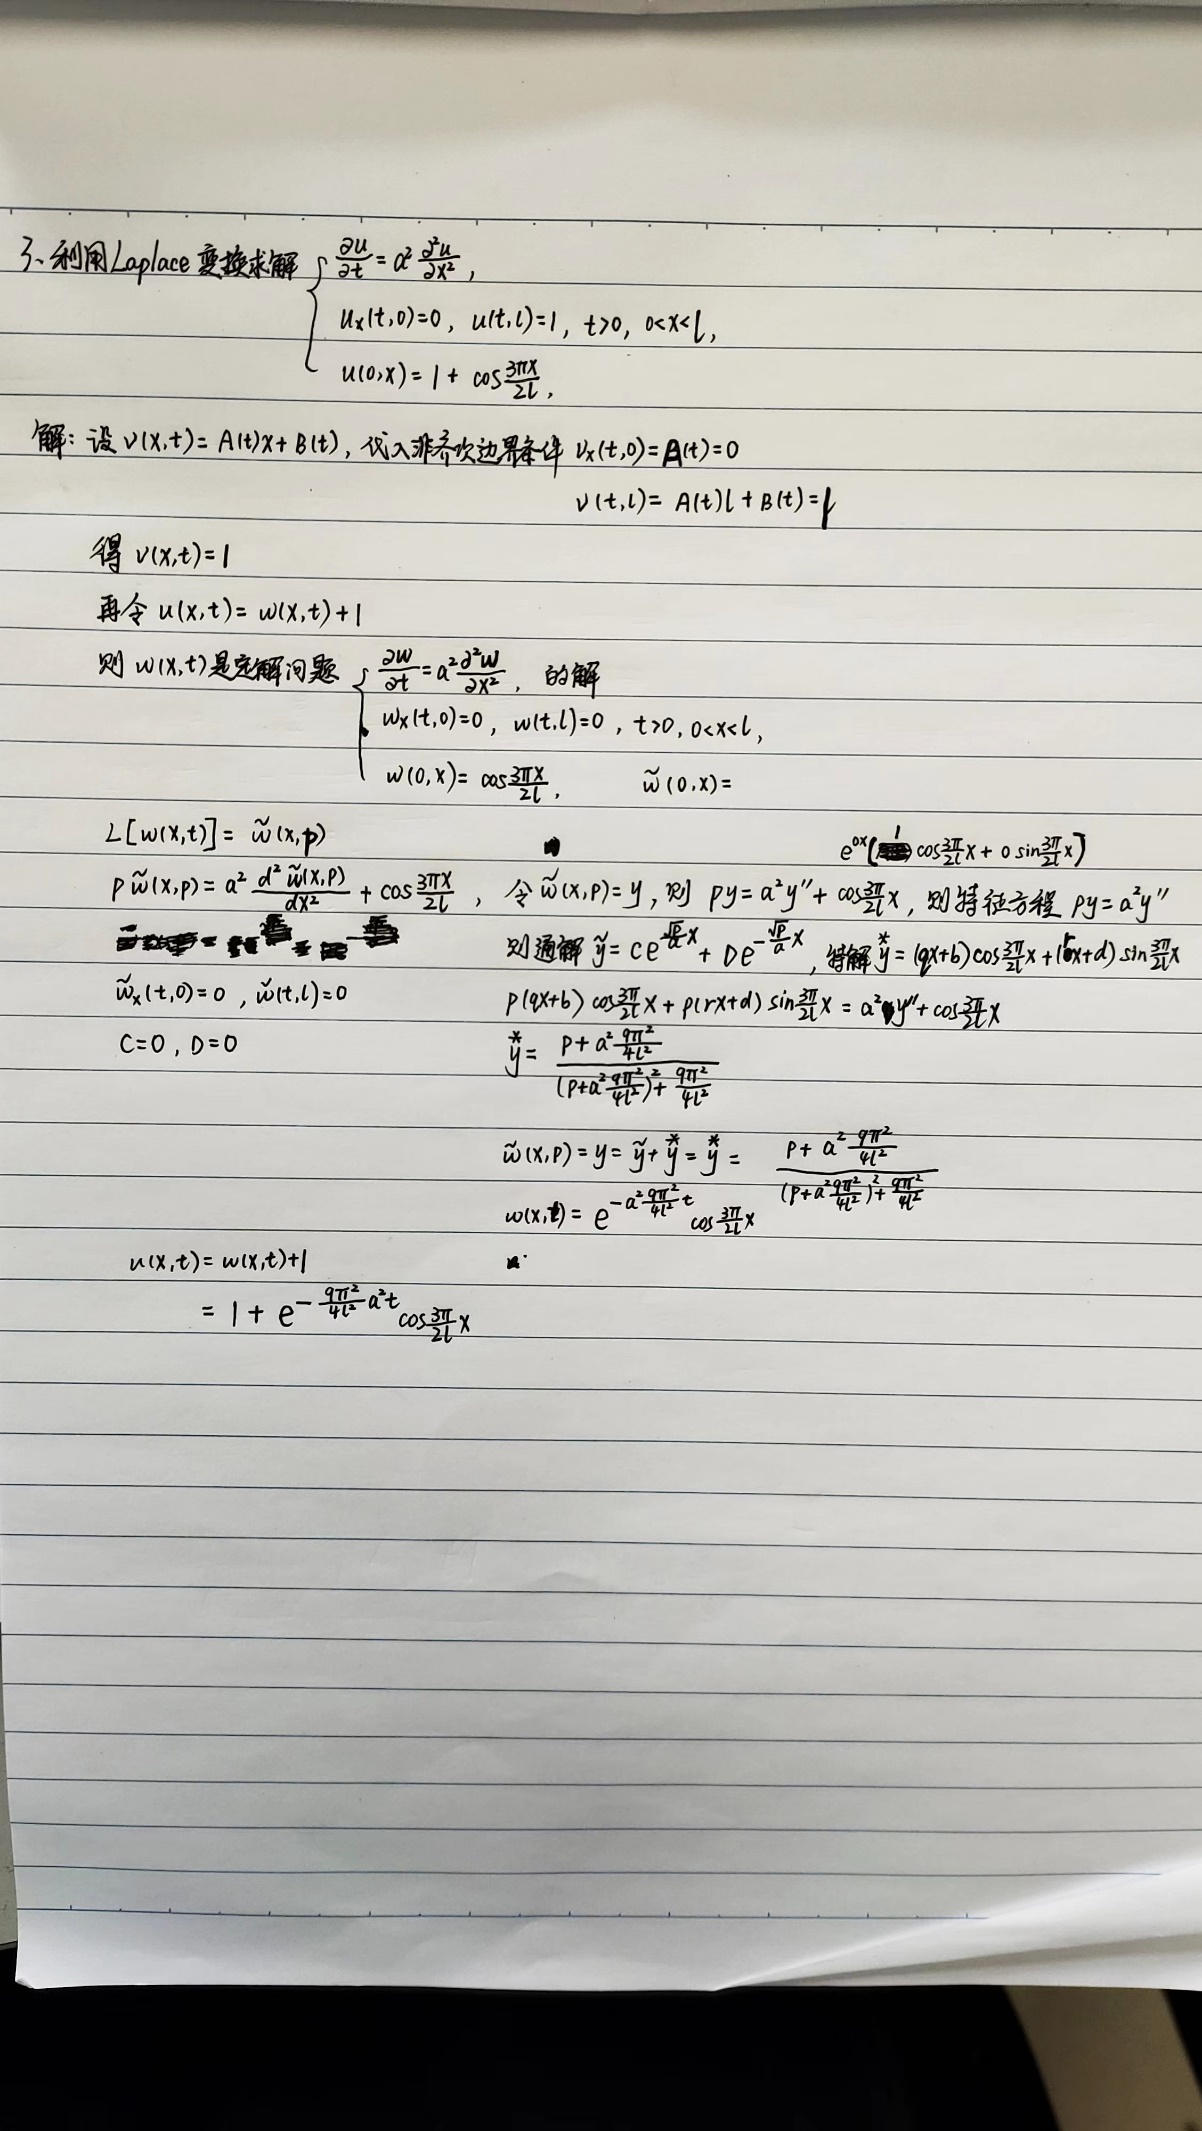 3、利用Laplace变换求解 { ∂u/∂t = a² ∂²u/∂x²,
uₓ(t,0)=0, u(t,l)=1, t>0, 0<x<l,
u(0,x)=1+cos 3πx/2l,
解：设 v(x,t)=A(t)x+B(t), 代入非齐次边界条件 vₓ(t,0)=A(t)=0
v(t,l)=A(t)l+B(t)=1
得 v(x,t)=1
再令 u(x,t)=w(x,t)+1
则 w(x,t)是定解问题 { ∂w/∂t=a² ∂²w/∂x², 的解
wₓ(t,0)=0, w(t,l)=0, t>0, 0<x<l,
w(0,x)=cos 3πx/2l, w̃(0,x)=
L[w(x,t)]=w̃(x,p)
e^{0x}(1 cos 3π/2l x + 0 sin 3π/2l x)
p w̃(x,p)=a² d²w̃(x,p)/dx² + cos 3πx/2l, 令 w̃(x,p)=y, 则 py=a²y″+cos 3π/2l x, 则特征方程 py=a²y″
则通解 ỹ=Ce^{√p/a x}+De^{-√p/a x}, 特解 y*=(qx+b)cos 3π/2l x+(rx+d)sin 3π/2l x
w̃ₓ(t,0)=0, w̃(t,l)=0
p(qx+b)cos 3π/2l x+p(rx+d)sin 3π/2l x=a²y″+cos 3π/2l x
C=0, D=0
y*= (p+a² 9π²/4l²)/((p+a² 9π²/4l²)²+9π²/4l²)
w̃(x,p)=y=ỹ+y*=y*= (p+a² 9π²/4l²)/((p+a² 9π²/4l²)²+9π²/4l²)
w(x,t)=e^{-a² 9π²/4l² t}cos 3π/2l x
u(x,t)=w(x,t)+1
=1+e^{-9π²/4l² a²t}cos 3π/2l x